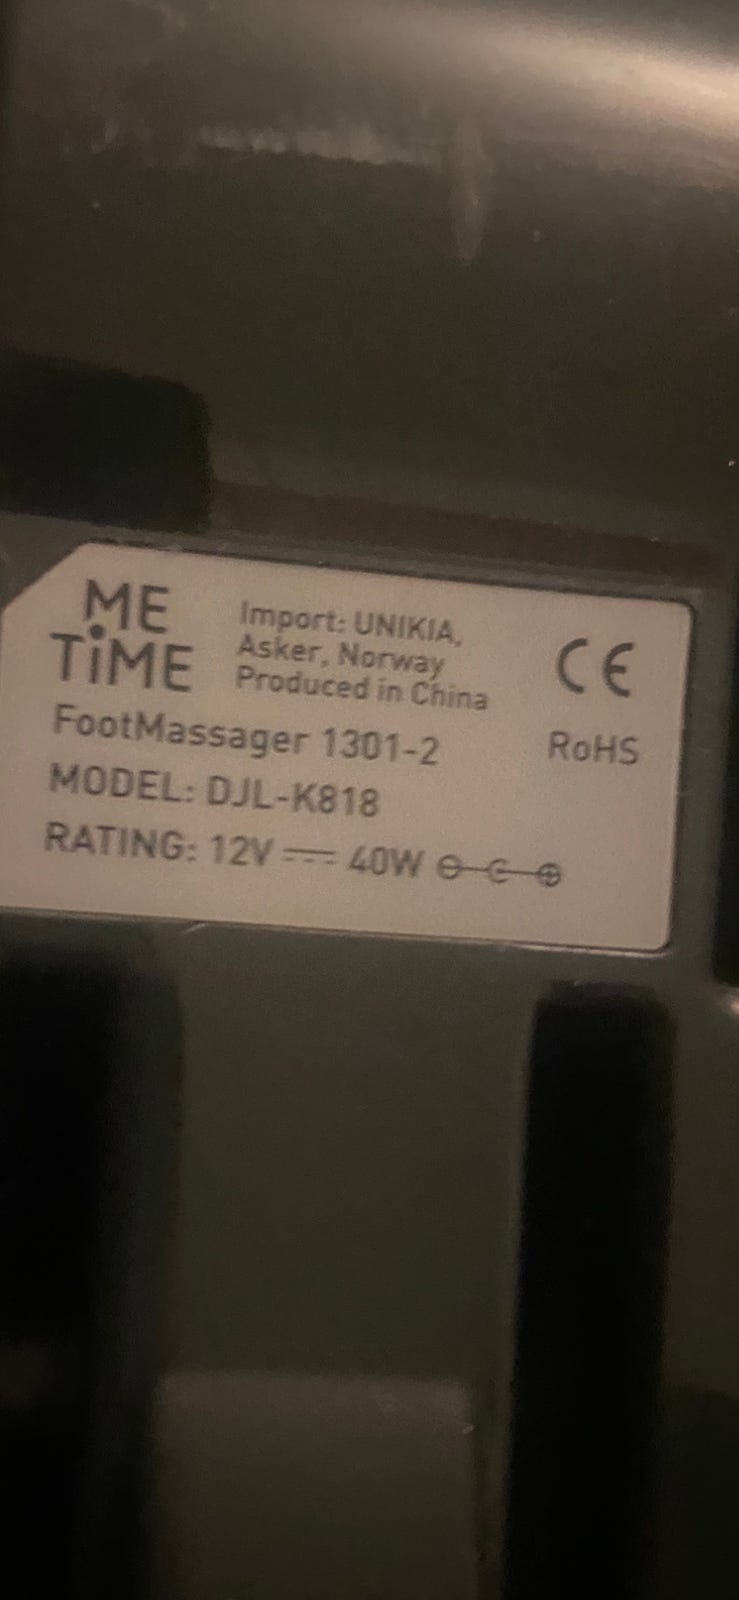 ME
TiME
Import: UNIKIA,
Asker, Norway
Produced in China
CE
FootMassager 1301-2
RoHS
MODEL: DJL-K818
RATING: 12V ⎓ 40W